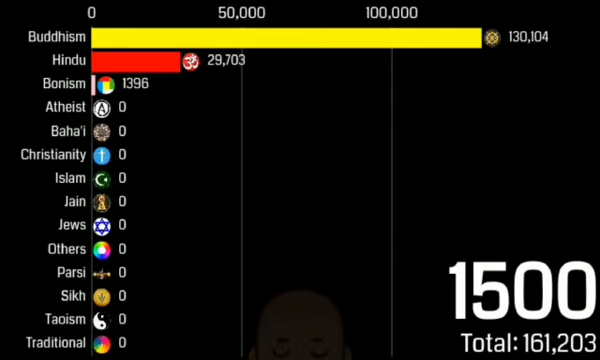 0 50,000 100,000
Buddhism 130,104
Hindu 29,703
Bonism 1396
Atheist 0
Baha'i 0
Christianity 0
Islam 0
Jain 0
Jews 0
Others 0
Parsi 0
Sikh 0
Taoism 0
Traditional 0
1500
Total: 161,203